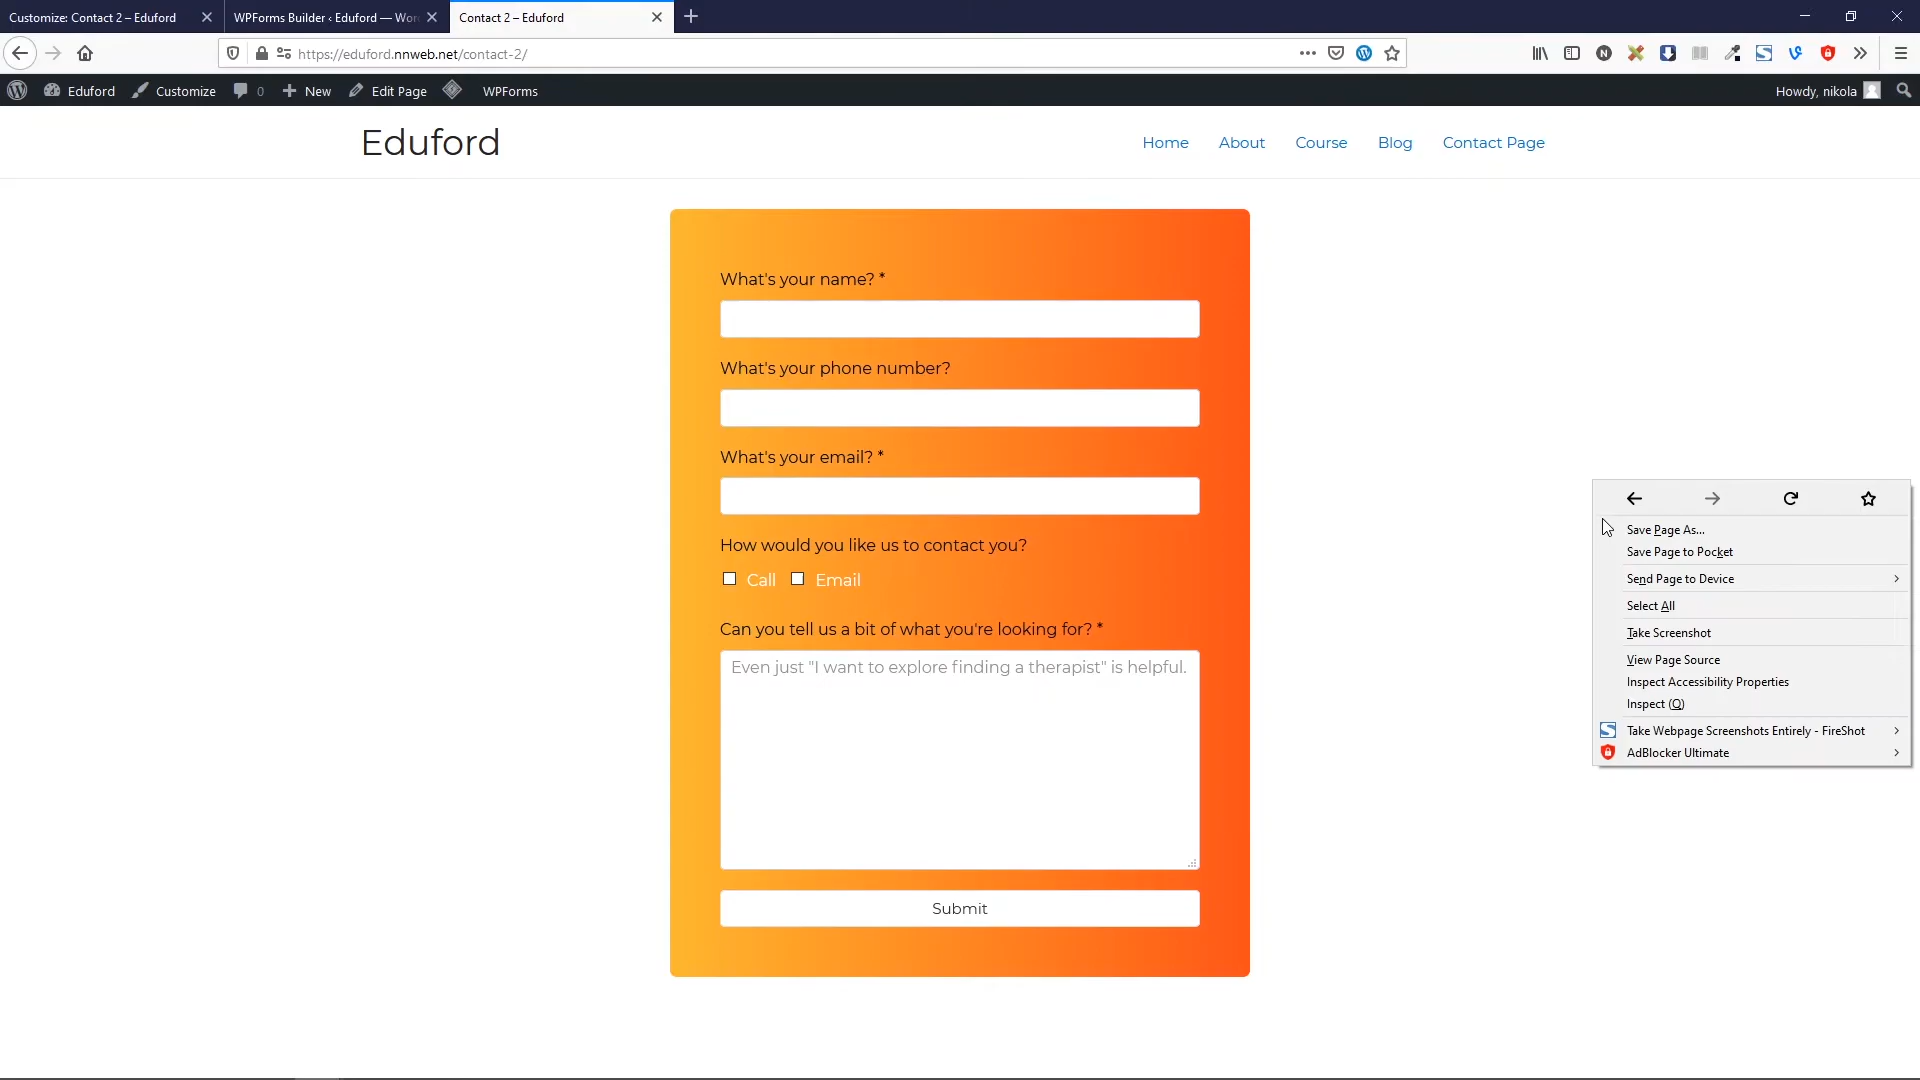 Customize: Contact 2 – Eduford
WPForms Builder ‹ Eduford — Wor
Contact 2 – Eduford
https://eduford.nnweb.net/contact-2/
Eduford
Customize
0
New
Edit Page
WPForms
Howdy, nikola
Eduford
Home
About
Course
Blog
Contact Page
What's your name? *
What's your phone number?
What's your email? *
How would you like us to contact you?
Call
Email
Can you tell us a bit of what you're looking for? *
Even just "I want to explore finding a therapist" is helpful.
Submit
Save Page As...
Save Page to Pocket
Send Page to Device
Select All
Take Screenshot
View Page Source
Inspect Accessibility Properties
Inspect (Q)
Take Webpage Screenshots Entirely - FireShot
AdBlocker Ultimate